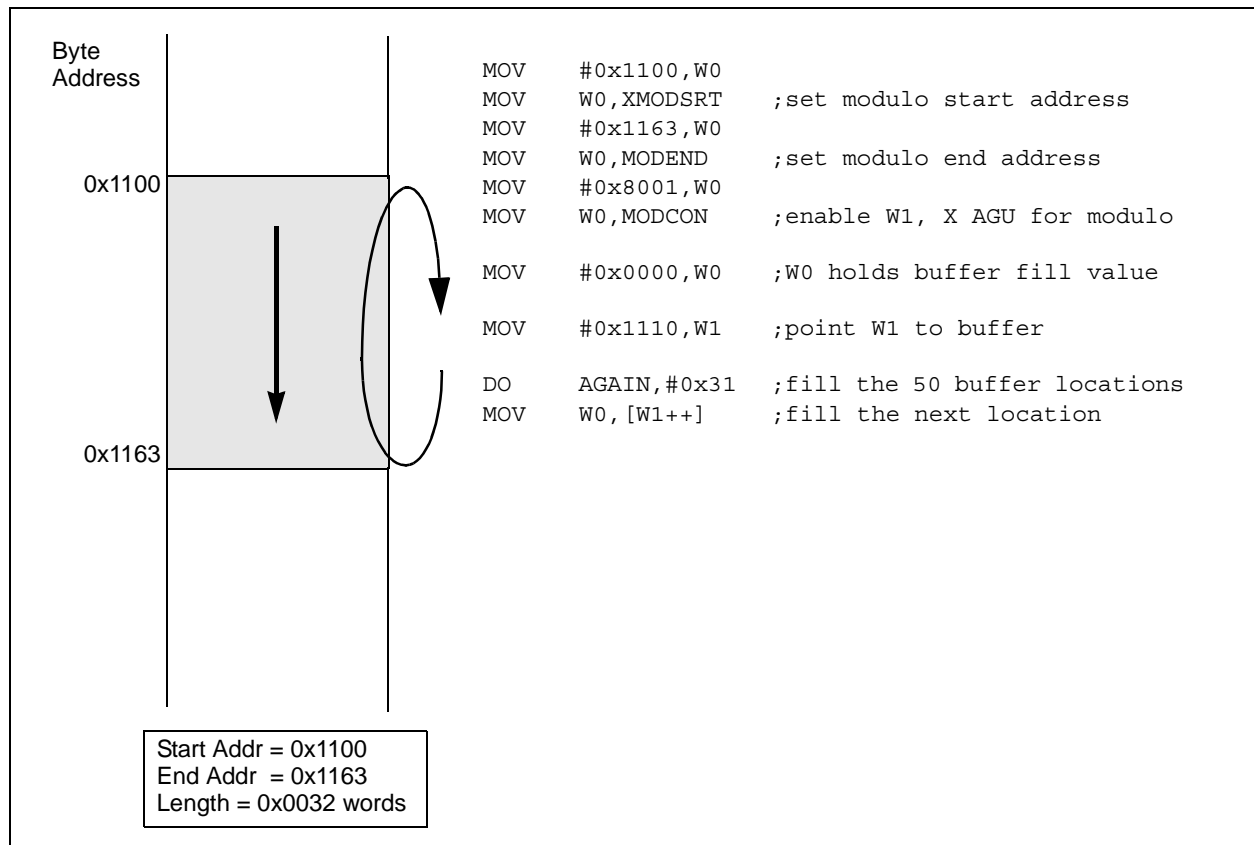 Byte
Address
MOV #0x1100,W0
MOV W0,XMODSRT ;set modulo start address
MOV #0x1163,W0
MOV W0,MODEND ;set modulo end address
MOV #0x8001,W0
MOV W0,MODCON ;enable W1, X AGU for modulo
MOV #0x0000,W0 ;W0 holds buffer fill value
MOV #0x1110,W1 ;point W1 to buffer
DO AGAIN,#0x31 ;fill the 50 buffer locations
MOV W0,[W1++] ;fill the next location
0x1100
0x1163
Start Addr = 0x1100
End Addr = 0x1163
Length = 0x0032 words